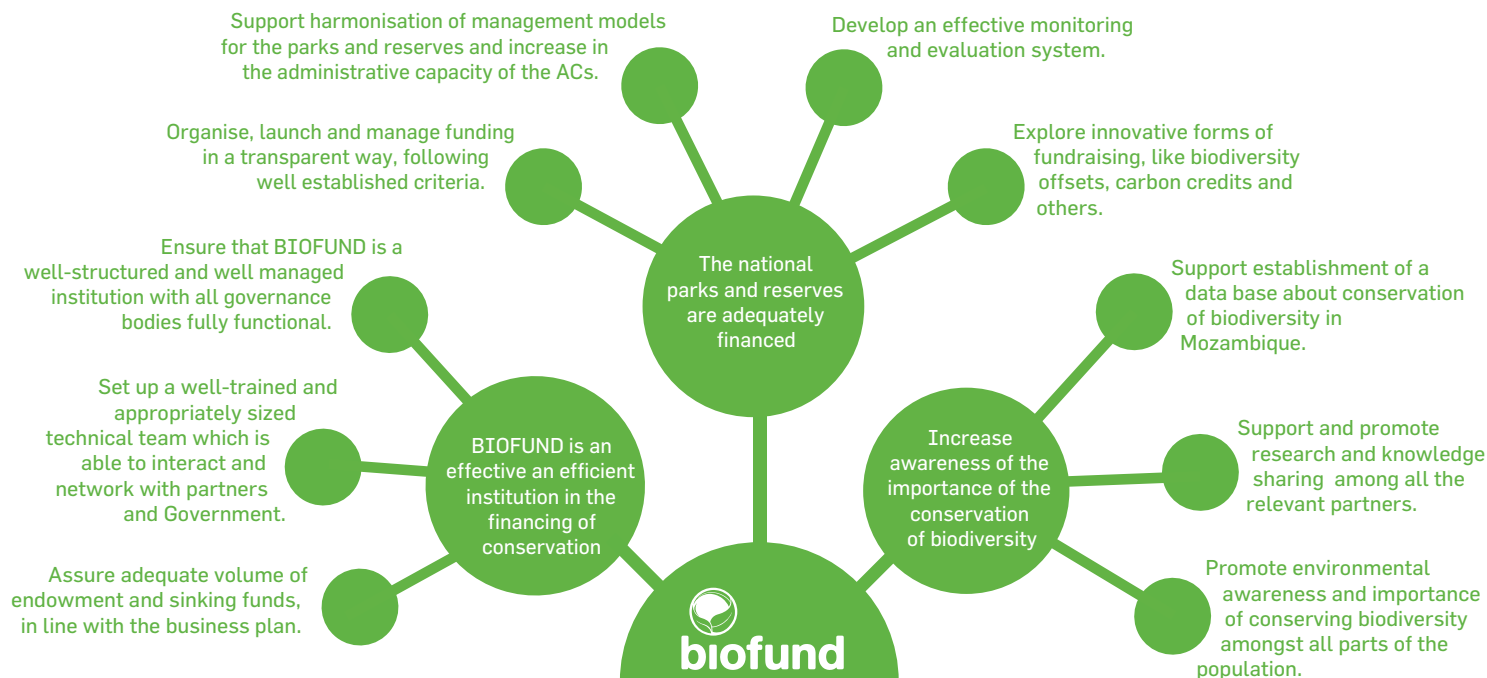 Support harmonisation of management models
for the parks and reserves and increase in
the administrative capacity of the ACs.
Develop an effective monitoring
and evaluation system.
Organise, launch and manage funding
in a transparent way, following
well established criteria.
Explore innovative forms of
fundraising, like biodiversity
offsets, carbon credits and
others.
The national
parks and reserves
are adequately
financed
Ensure that BIOFUND is a
well-structured and well managed
institution with all governance
bodies fully functional.
Set up a well-trained and
appropriately sized
technical team which is
able to interact and
network with partners
and Government.
Assure adequate volume of
endowment and sinking funds,
in line with the business plan.
BIOFUND is an
effective an efficient
institution in the
financing of
conservation
Increase
awareness of the
importance of the
conservation
of biodiversity
Support establishment of a
data base about conservation
of biodiversity in
Mozambique.
Support and promote
research and knowledge
sharing among all the
relevant partners.
Promote environmental
awareness and importance
of conserving biodiversity
amongst all parts of the
population.
biofund